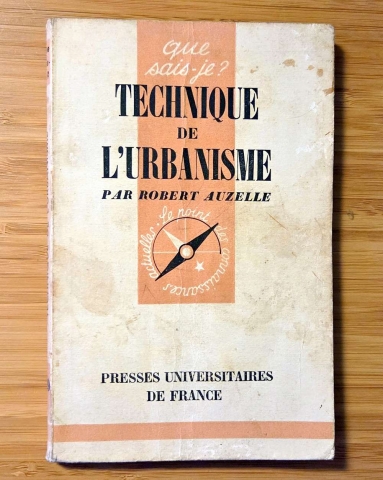 que
sais-je?
TECHNIQUE
DE
L'URBANISME
PAR ROBERT AUZELLE
le point des connaissances actuelles
PRESSES UNIVERSITAIRES
DE FRANCE